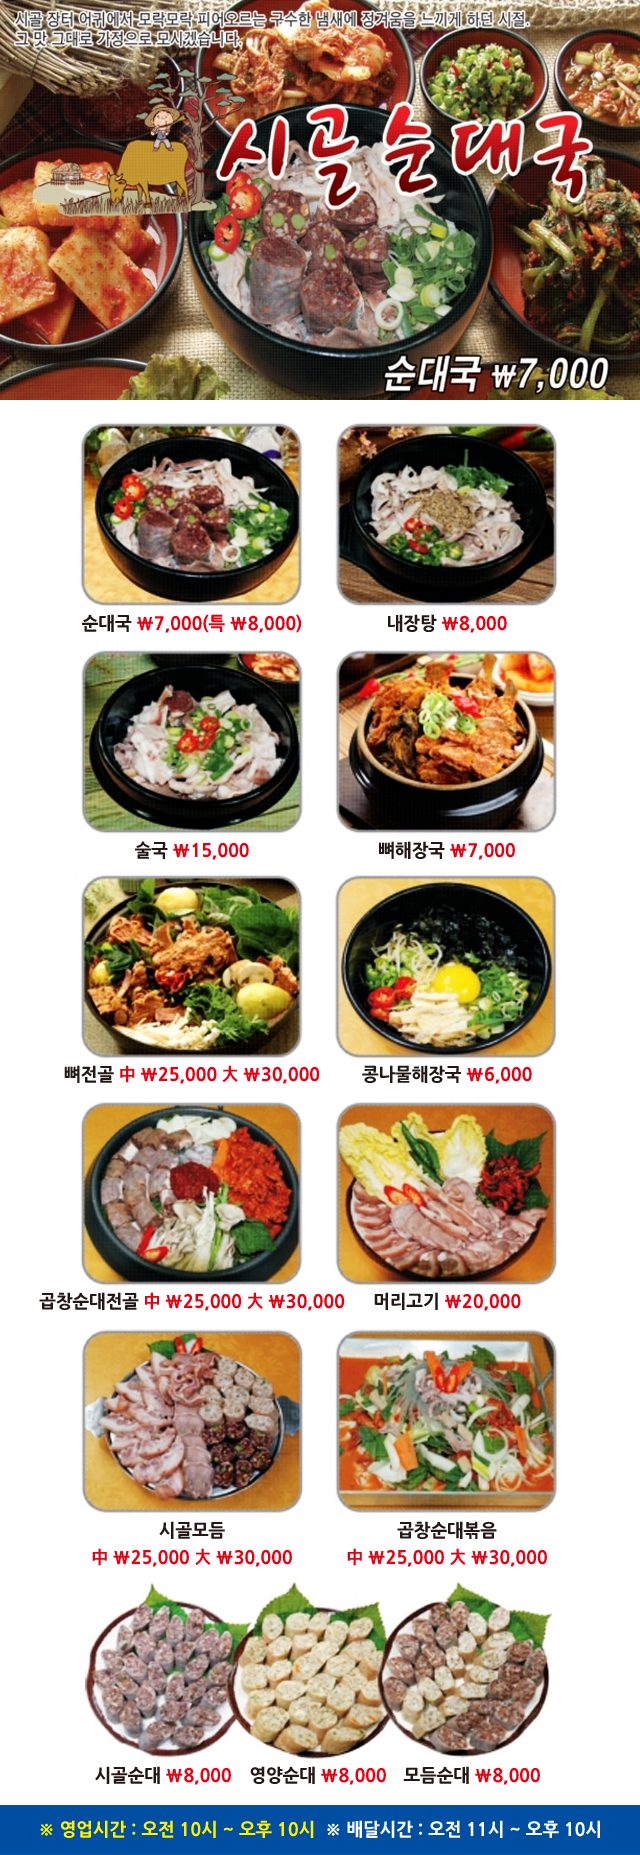 시골 장터 어귀에서 모락모락 피어오르는 구수한 냄새에 정겨움을 느끼게 하던 시절.
그 맛 그대로 가정으로 모시겠습니다.
시골순대국
순대국 ₩7,000
순대국 ₩7,000(특 ₩8,000)
내장탕 ₩8,000
술국 ₩15,000
뼈해장국 ₩7,000
뼈전골 中 ₩25,000 大 ₩30,000
콩나물해장국 ₩6,000
곱창순대전골 中 ₩25,000 大 ₩30,000
머리고기 ₩20,000
시골모듬
中 ₩25,000 大 ₩30,000
곱창순대볶음
中 ₩25,000 大 ₩30,000
시골순대 ₩8,000
영양순대 ₩8,000
모듬순대 ₩8,000
※ 영업시간 : 오전 10시 ~ 오후 10시 ※ 배달시간 : 오전 11시 ~ 오후 10시